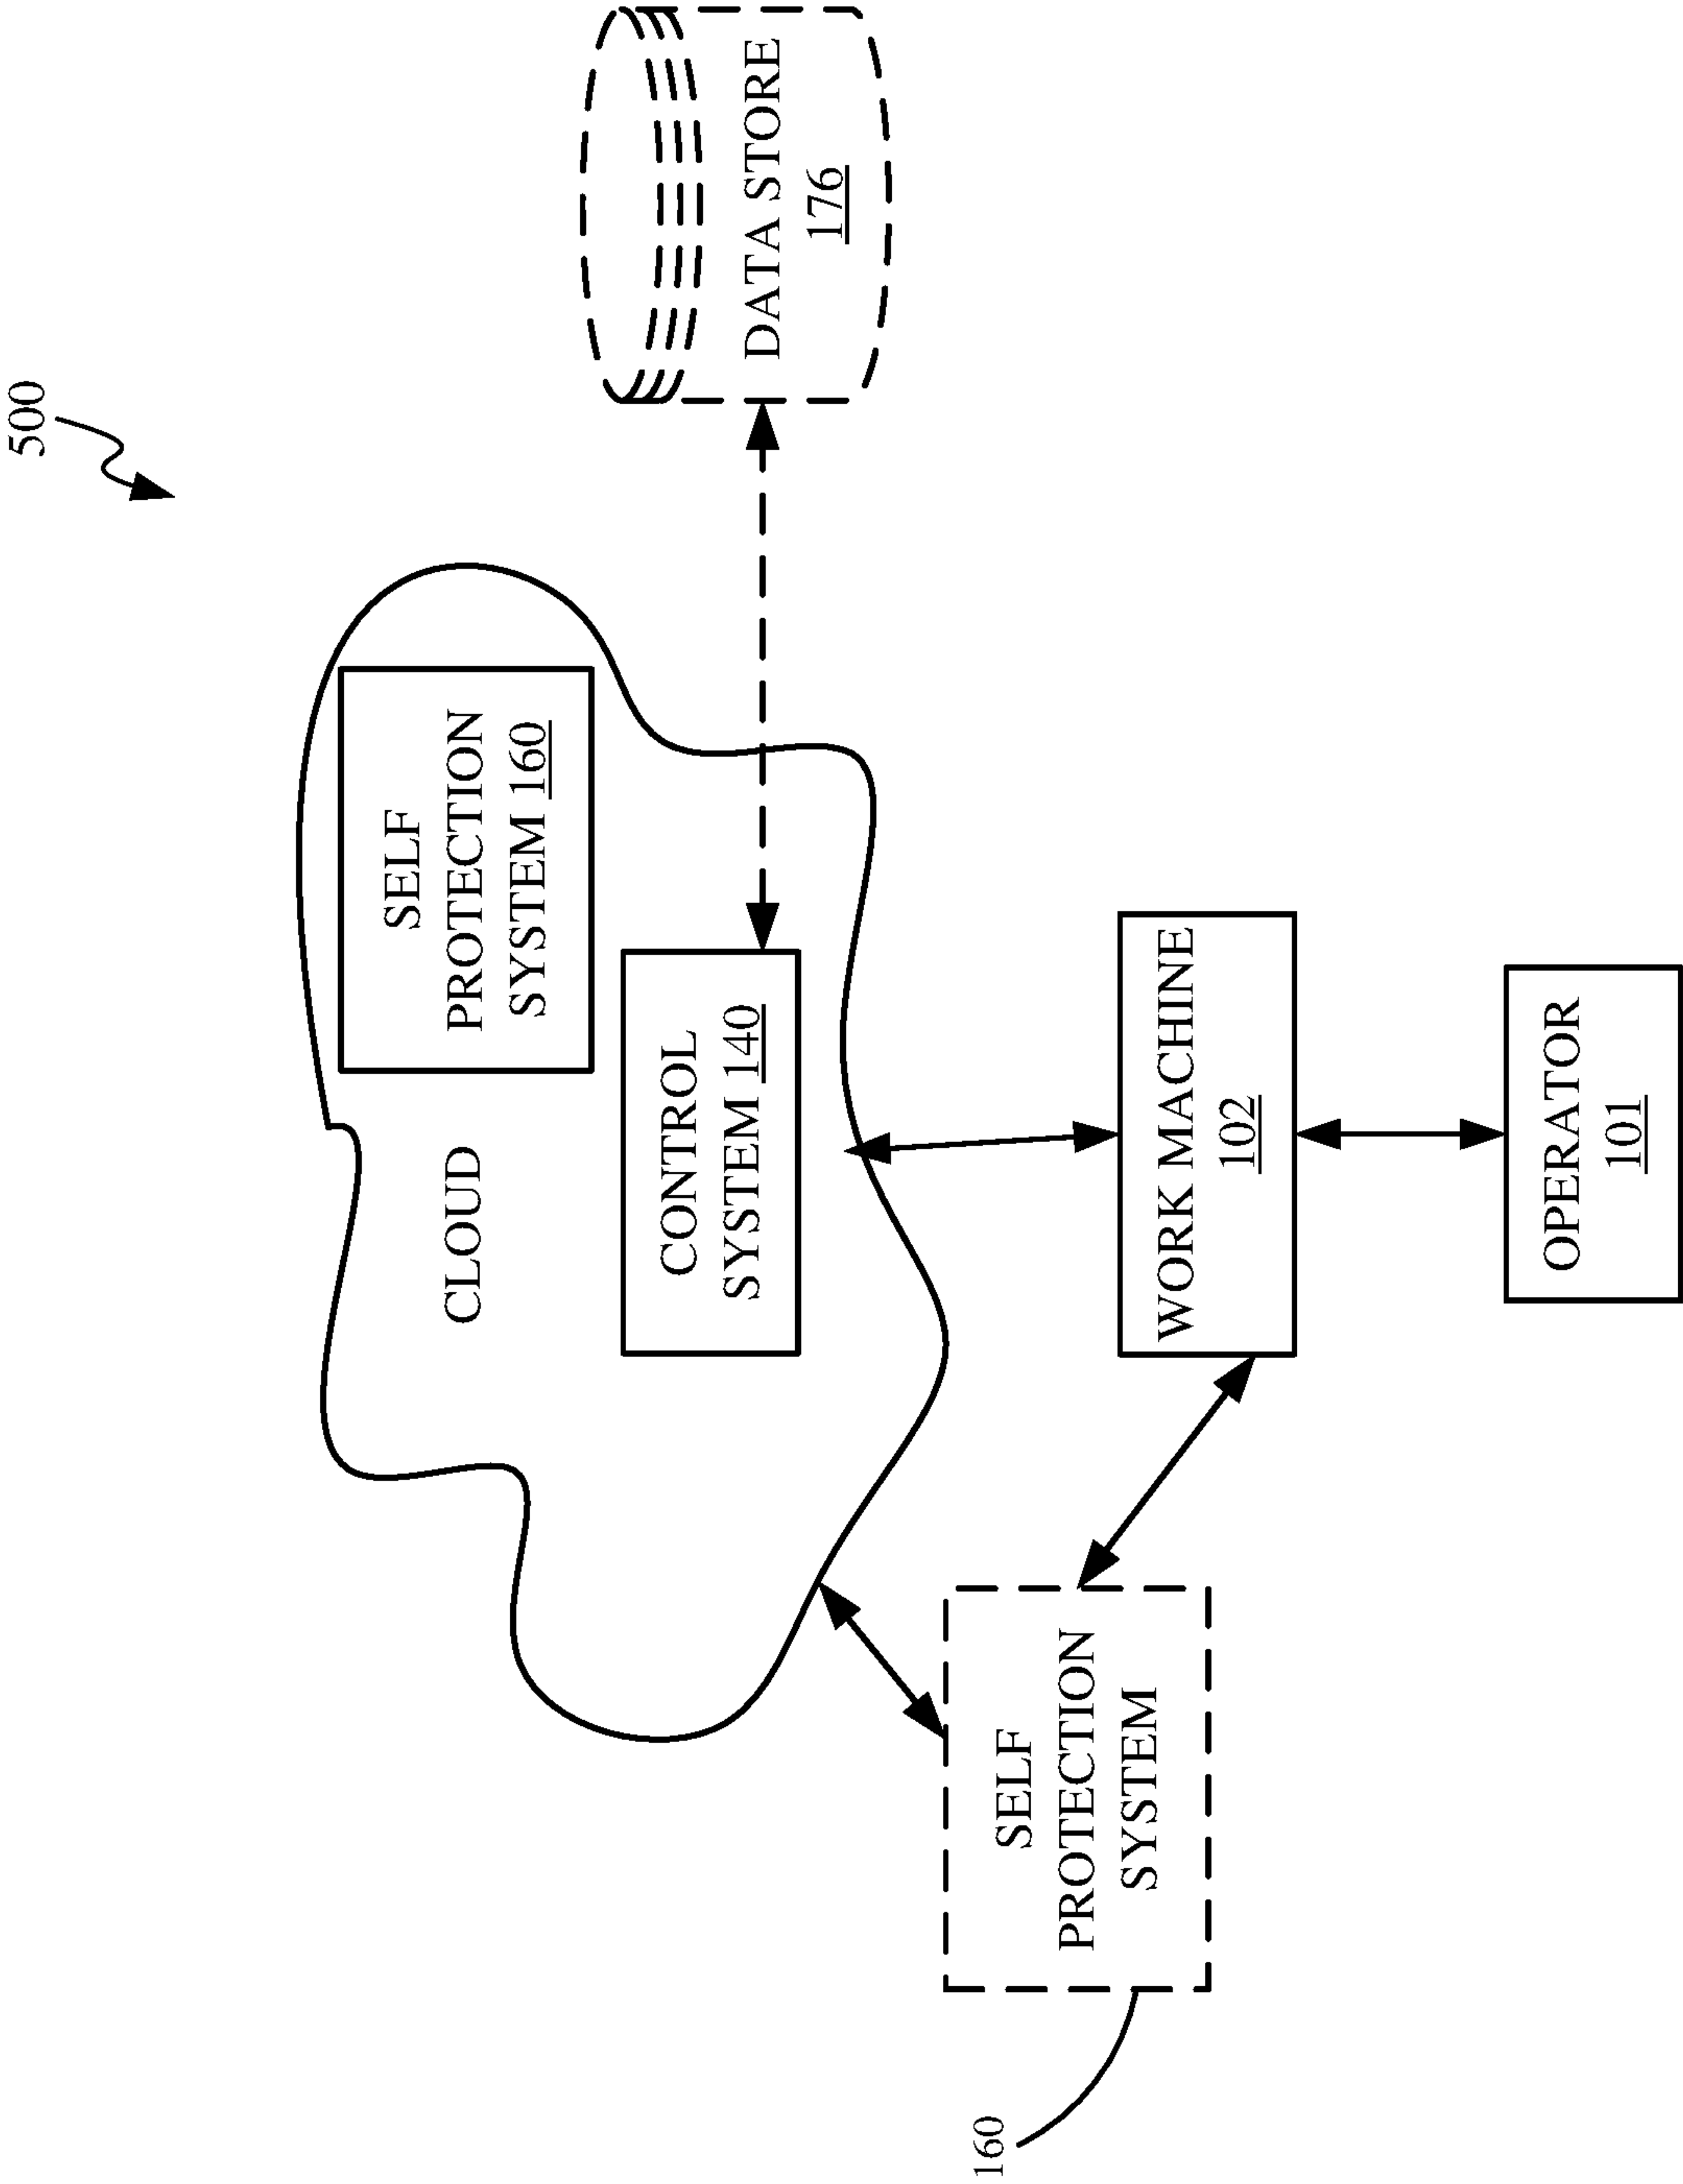 500
SELF
PROTECTION
SYSTEM 160
CLOUD
CONTROL
SYSTEM 140
DATA STORE
176
SELF
PROTECTION
SYSTEM
160
WORK MACHINE
102
OPERATOR
101